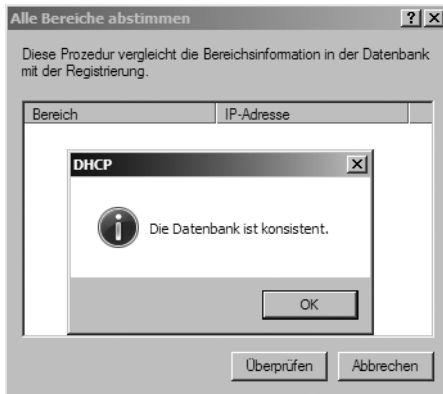 Alle Bereiche abstimmen
Diese Prozedur vergleicht die Bereichsinformation in der Datenbank
mit der Registrierung.
Bereich IP-Adresse
DHCP
Die Datenbank ist konsistent.
OK
Überprüfen Abbrechen